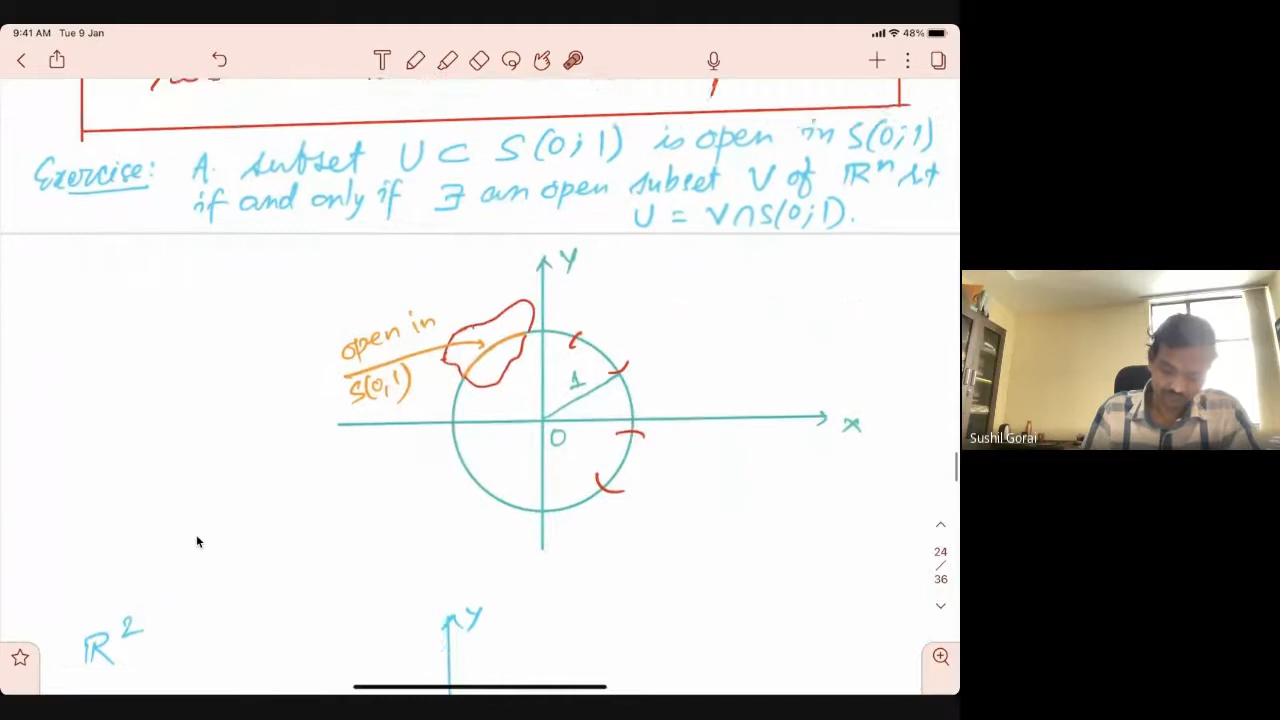 9:41 AM Tue 9 Jan
48%
T
Exercise: A subset U ⊂ S(0;1) is open in S(0;1)
if and only if ∃ an open subset V of ℝⁿ st
U = V∩S(0;1).
Y
open in
S(0,1)
1
O
x
Sushil Gorai
24
/
36
ℝ²
Y